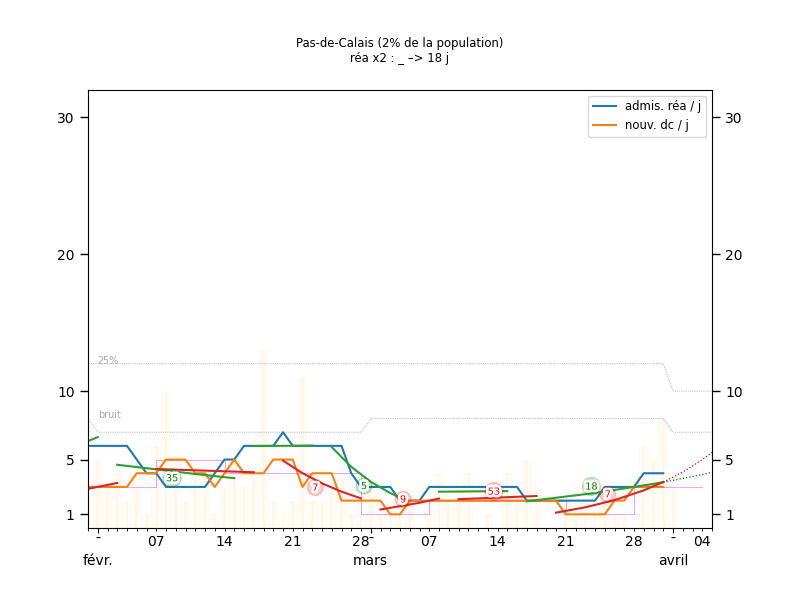 Pas-de-Calais (2% de la population)
réa x2 : _ –> 18 j
admis. réa / j
nouv. dc / j
30
30
20
20
25%
10
10
bruit
5
5
35
7
5
9
53
18
7
1
1
- 07 14 21 28 - 07 14 21 28 - 04
févr. mars avril